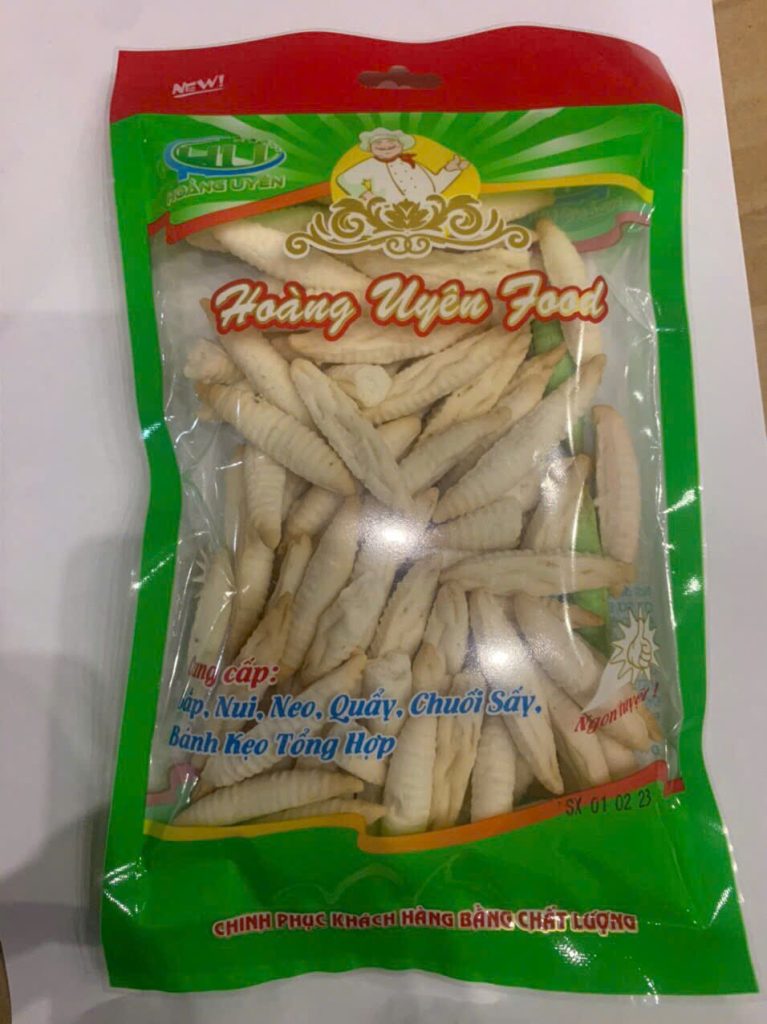 NEW!
HU
HOÀNG UYÊN
Hoàng Uyên Food
cấp:
Nui, Neo, Quẩy, Chuối Sấy,
Bánh Kẹo Tổng Hợp
Ngon tuyệt !
SX 01 02 23
CHINH PHỤC KHÁCH HÀNG BẰNG CHẤT LƯỢNG